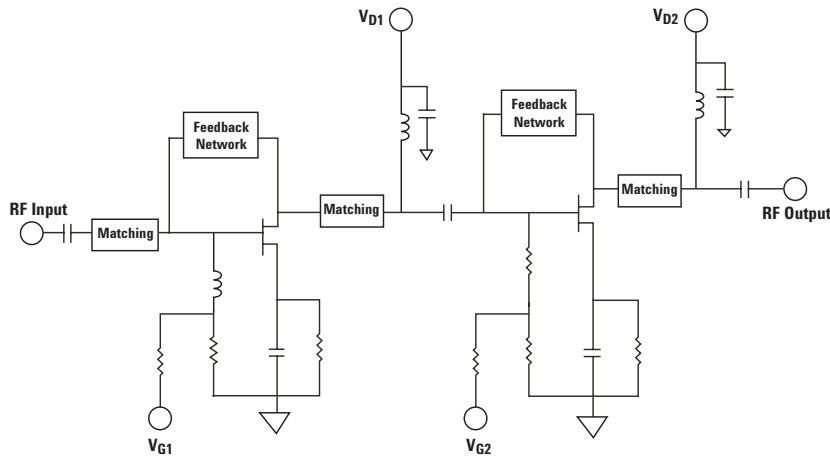 VD1
VD2
Feedback
Network
Feedback
Network
RF Input
Matching
Matching
Matching
RF Output
VG1
VG2